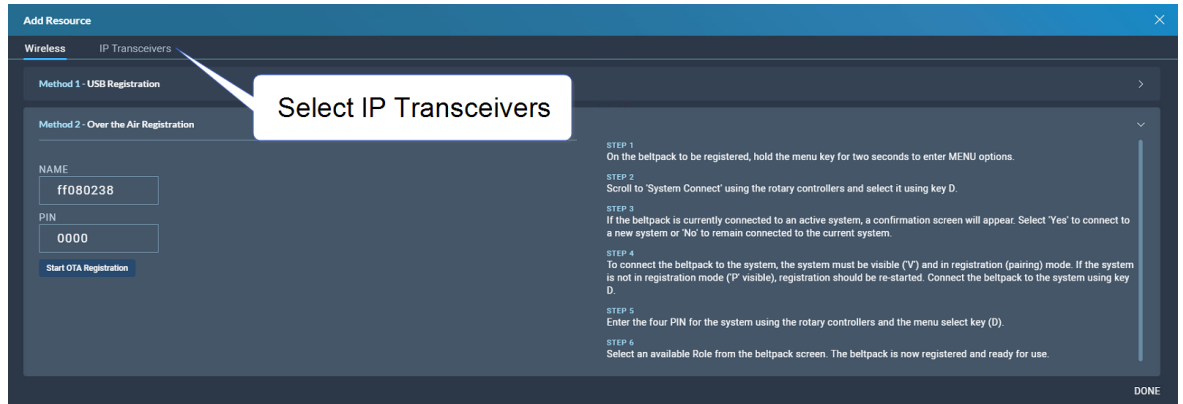 Add Resource
Wireless
IP Transceivers
Method 1 - USB Registration
Select IP Transceivers
Method 2 - Over the Air Registration
NAME
ff080238
PIN
0000
Start OTA Registration
STEP 1
On the beltpack to be registered, hold the menu key for two seconds to enter MENU options.
STEP 2
Scroll to 'System Connect' using the rotary controllers and select it using key D.
STEP 3
If the beltpack is currently connected to an active system, a confirmation screen will appear. Select 'Yes' to connect to
a new system or 'No' to remain connected to the current system.
STEP 4
To connect the beltpack to the system, the system must be visible ('V') and in registration (pairing) mode. If the system
is not in registration mode ('P' visible), registration should be re-started. Connect the beltpack to the system using key
D.
STEP 5
Enter the four PIN for the system using the rotary controllers and the menu select key (D).
STEP 6
Select an available Role from the beltpack screen. The beltpack is now registered and ready for use.
DONE